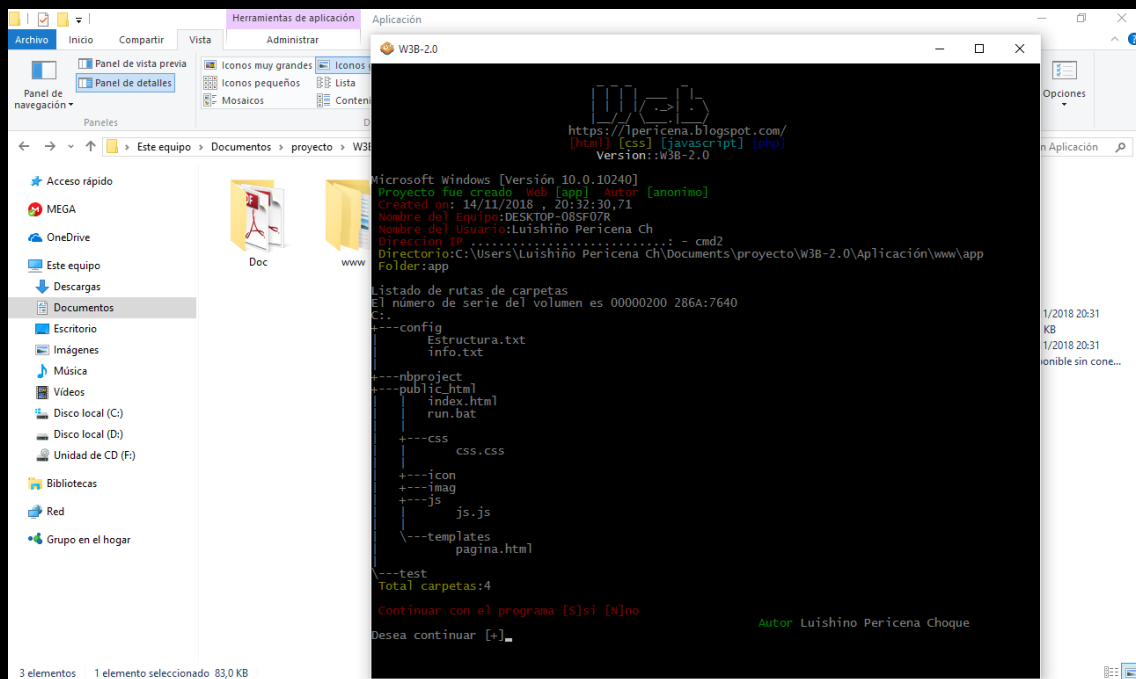 Herramientas de aplicación Aplicación
Archivo Inicio Compartir Vista Administrar
Panel de navegación
Panel de vista previa
Panel de detalles
Paneles
Iconos muy grandes Iconos
Iconos pequeños Lista
Mosaicos
Opciones
Este equipo > Documentos > proyecto >
Aplicación
Acceso rápido
MEGA
OneDrive
Este equipo
Descargas
Documentos
Escritorio
Imágenes
Música
Vídeos
Disco local (C:)
Disco local (D:)
Unidad de CD (F:)
Bibliotecas
Red
Grupo en el hogar
Doc www
W3B-2.0
https://lpericena.blogspot.com/
[html] [css] [javascript] [php]
Version::W3B-2.0
Microsoft Windows [Versión 10.0.10240]
Proyecto fue creado Web [app] Autor [anonimo]
Created on: 14/11/2018 , 20:32:30,71
Nombre del Equipo:DESKTOP-08SF07R
Nombre del Usuario:Luishiño Pericena Ch
Direccion IP ............................: - cmd2
Directorio:C:\Users\Luishiño Pericena Ch\Documents\proyecto\W3B-2.0\Aplicación\www\app
Folder:app
Listado de rutas de carpetas
El número de serie del volumen es 00000200 286A:7640
C:.
+---config
| Estructura.txt
| info.txt
|
+---nbproject
+---public_html
| | index.html
| | run.bat
| |
| +---css
| | css.css
| |
| +---icon
| +---imag
| +---js
| | js.js
| |
| \---templates
| pagina.html
|
\---test
Total carpetas:4
Continuar con el programa [S]si [N]no
Autor Luishino Pericena Choque
Desea continuar [+]_
1/2018 20:31
KB
1/2018 20:31
3 elementos 1 elemento seleccionado 83,0 KB